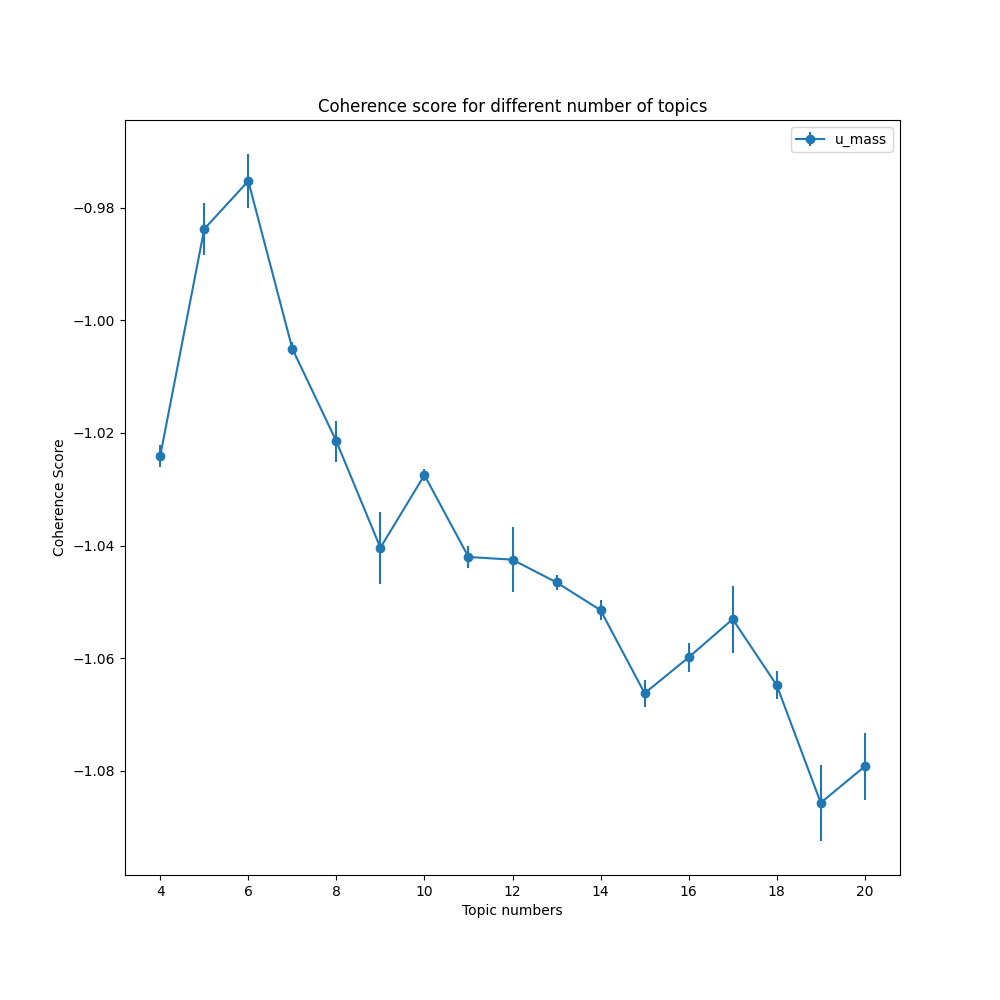 Coherence score for different number of topics
u_mass
−0.98
−1.00
−1.02
−1.04
−1.06
−1.08
Coherence Score
4 6 8 10 12 14 16 18 20
Topic numbers